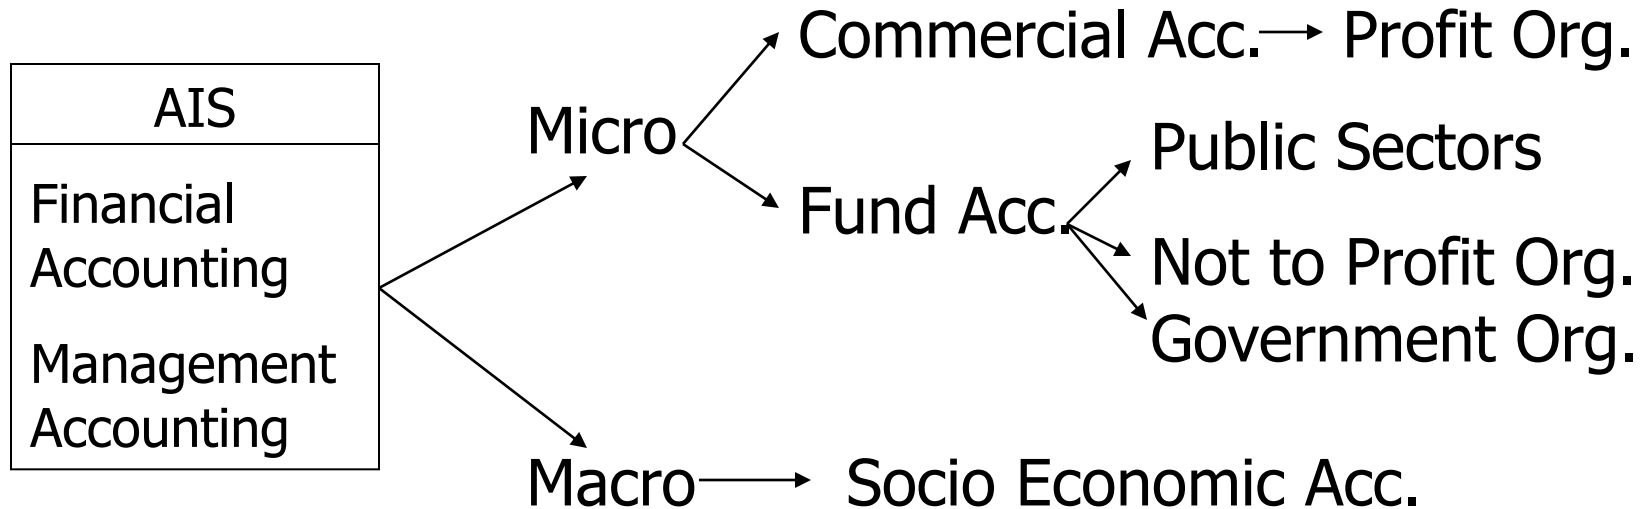 AIS
Financial
Accounting
Management
Accounting
Micro
Macro
Commercial Acc.
Profit Org.
Fund Acc.
Public Sectors
Not to Profit Org.
Government Org.
Socio Economic Acc.